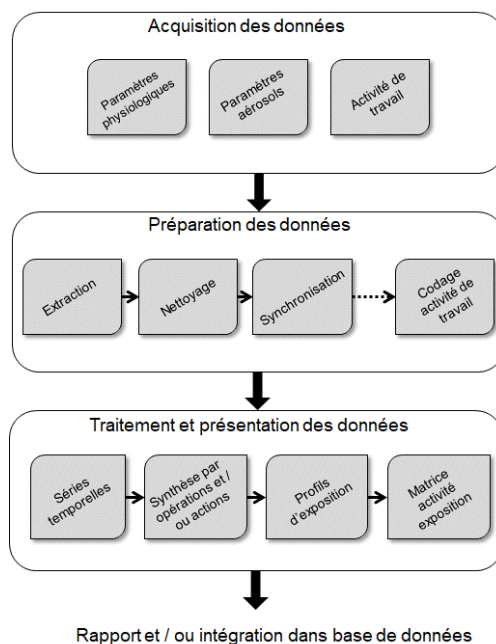 Acquisition des données
Paramètres
physiologiques
Paramètres
aérosols
Activité de
travail
Préparation des données
Extraction
Nettoyage
Synchronisation
Codage
activité de
travail
Traitement et présentation des données
Séries
temporelles
Synthèse par
opérations et /
ou actions
Profils
d'exposition
Matrice
activité
exposition
Rapport et / ou intégration dans base de données